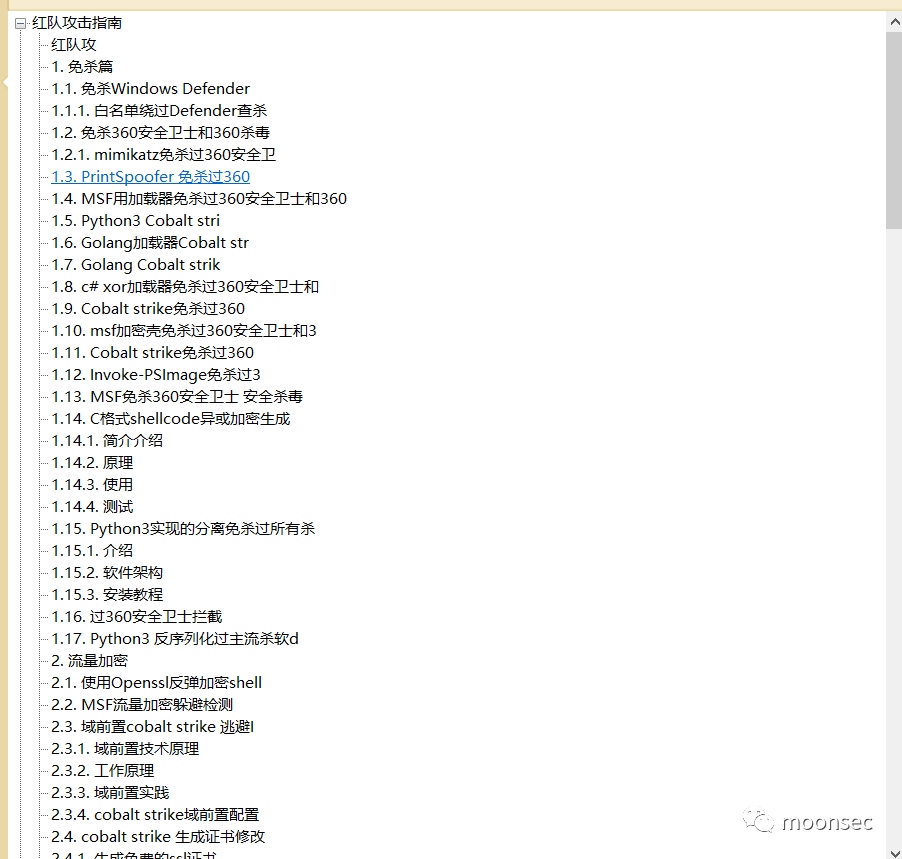 红队攻击指南
红队攻
1. 免杀篇
1.1. 免杀Windows Defender
1.1.1. 白名单绕过Defender查杀
1.2. 免杀360安全卫士和360杀毒
1.2.1. mimikatz免杀过360安全卫
1.3. PrintSpoofer 免杀过360
1.4. MSF用加载器免杀过360安全卫士和360
1.5. Python3 Cobalt stri
1.6. Golang加载器Cobalt str
1.7. Golang Cobalt strik
1.8. c# xor加载器免杀过360安全卫士和
1.9. Cobalt strike免杀过360
1.10. msf加密壳免杀过360安全卫士和3
1.11. Cobalt strike免杀过360
1.12. Invoke-PSImage免杀过3
1.13. MSF免杀360安全卫士 安全杀毒
1.14. C格式shellcode异或加密生成
1.14.1. 简介介绍
1.14.2. 原理
1.14.3. 使用
1.14.4. 测试
1.15. Python3实现的分离免杀过所有杀
1.15.1. 介绍
1.15.2. 软件架构
1.15.3. 安装教程
1.16. 过360安全卫士拦截
1.17. Python3 反序列化过主流杀软d
2. 流量加密
2.1. 使用Openssl反弹加密shell
2.2. MSF流量加密躲避检测
2.3. 域前置cobalt strike 逃避I
2.3.1. 域前置技术原理
2.3.2. 工作原理
2.3.3. 域前置实践
2.3.4. cobalt strike域前置配置
2.4. cobalt strike 生成证书修改
2.4.1. 生成免费的ssl证书
moonsec